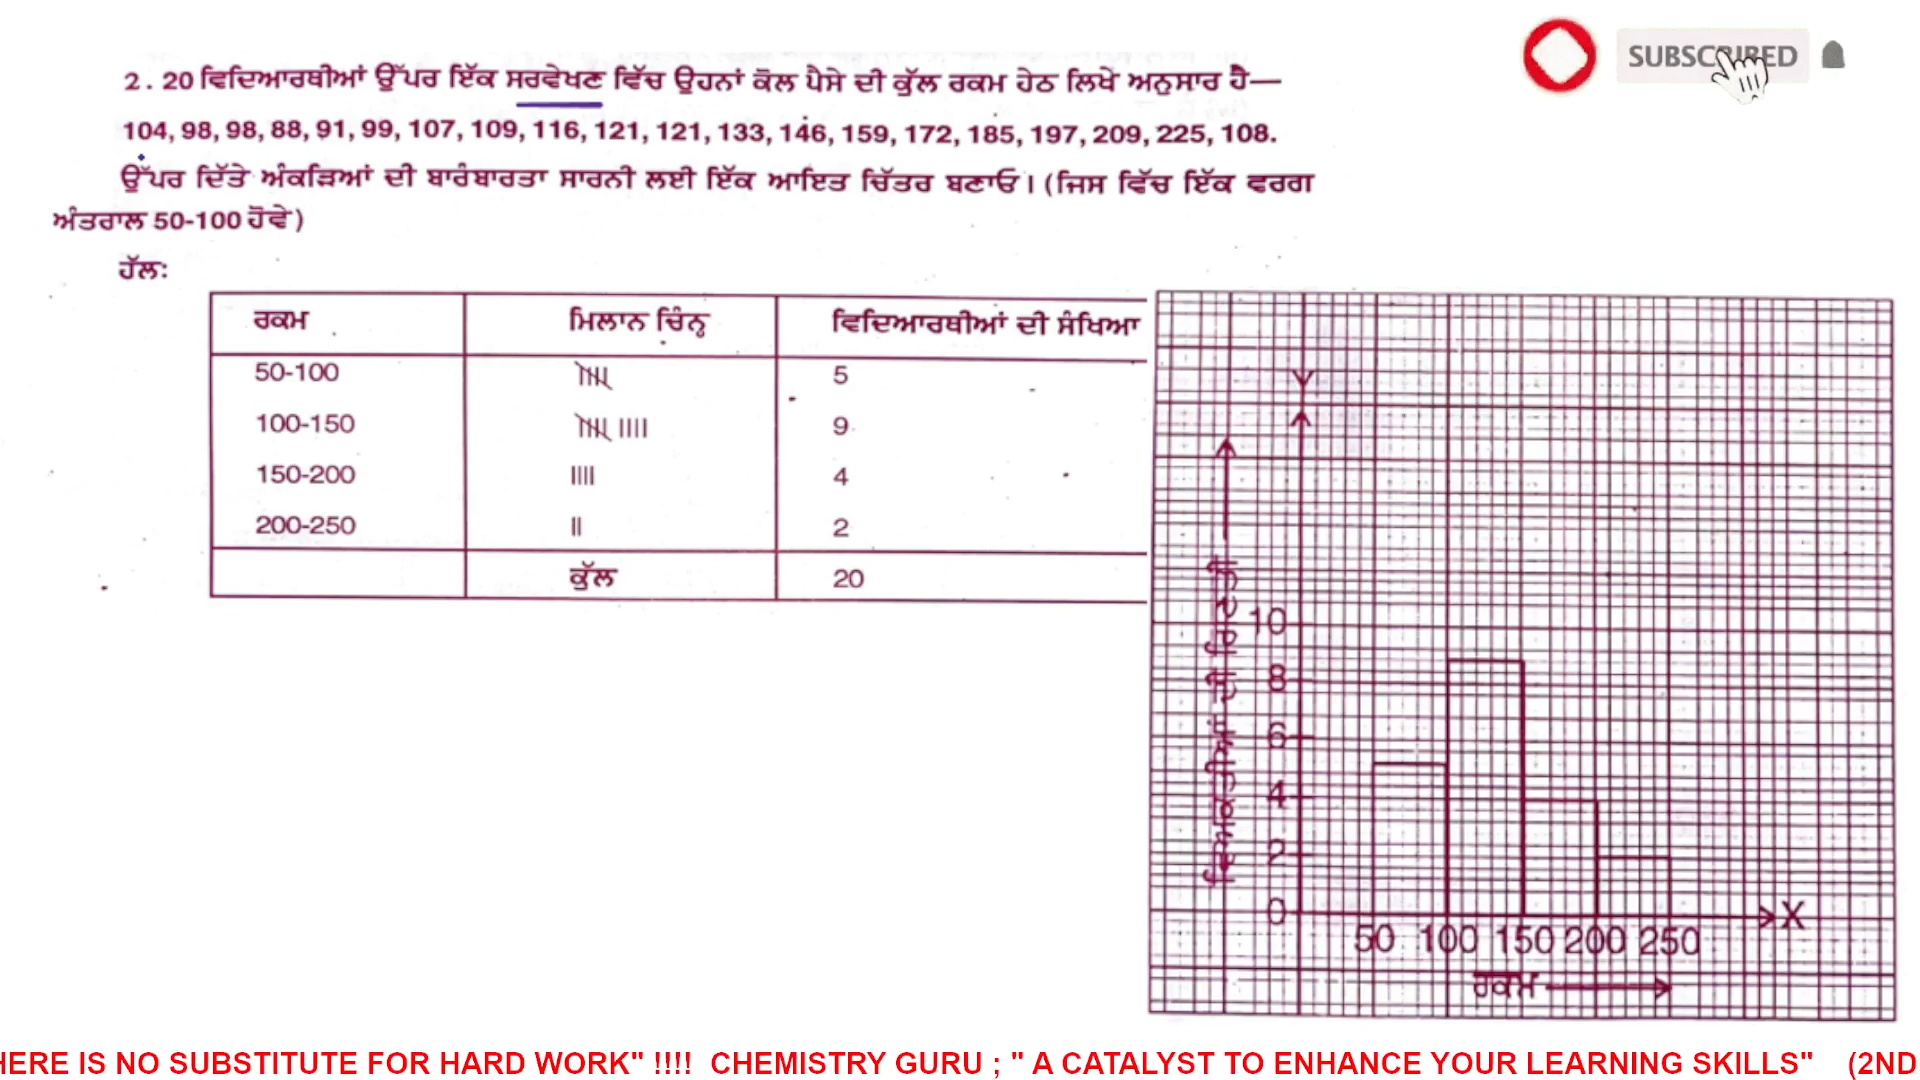 SUBSCRIBED
2. 20 ਵਿਦਿਆਰਥੀਆਂ ਉੱਪਰ ਇੱਕ ਸਰਵੇਖਣ ਵਿੱਚ ਉਹਨਾਂ ਕੋਲ ਪੈਸੇ ਦੀ ਕੁੱਲ ਰਕਮ ਹੇਠ ਲਿਖੇ ਅਨੁਸਾਰ ਹੈ—
104, 98, 98, 88, 91, 99, 107, 109, 116, 121, 121, 133, 146, 159, 172, 185, 197, 209, 225, 108.
ਉੱਪਰ ਦਿੱਤੇ ਅੰਕੜਿਆਂ ਦੀ ਬਾਰੰਬਾਰਤਾ ਸਾਰਨੀ ਲਈ ਇੱਕ ਆਇਤ ਚਿੱਤਰ ਬਣਾਓ। (ਜਿਸ ਵਿੱਚ ਇੱਕ ਵਰਗ
ਅੰਤਰਾਲ 50-100 ਹੋਵੇ)
ਹੱਲ:
ਰਕਮ ਮਿਲਾਨ ਚਿੰਨ੍ਹ ਵਿਦਿਆਰਥੀਆਂ ਦੀ ਸੰਖਿਆ
50-100 5
100-150 9
150-200 4
200-250 2
ਕੁੱਲ 20
Y
ਵਿਅਕਤੀਆਂ ਦੀ ਗਿਣਤੀ
10
8
6
4
2
0
X
50 100 150 200 250
ਰਕਮ
HERE IS NO SUBSTITUTE FOR HARD WORK" !!!! CHEMISTRY GURU ; " A CATALYST TO ENHANCE YOUR LEARNING SKILLS" (2ND